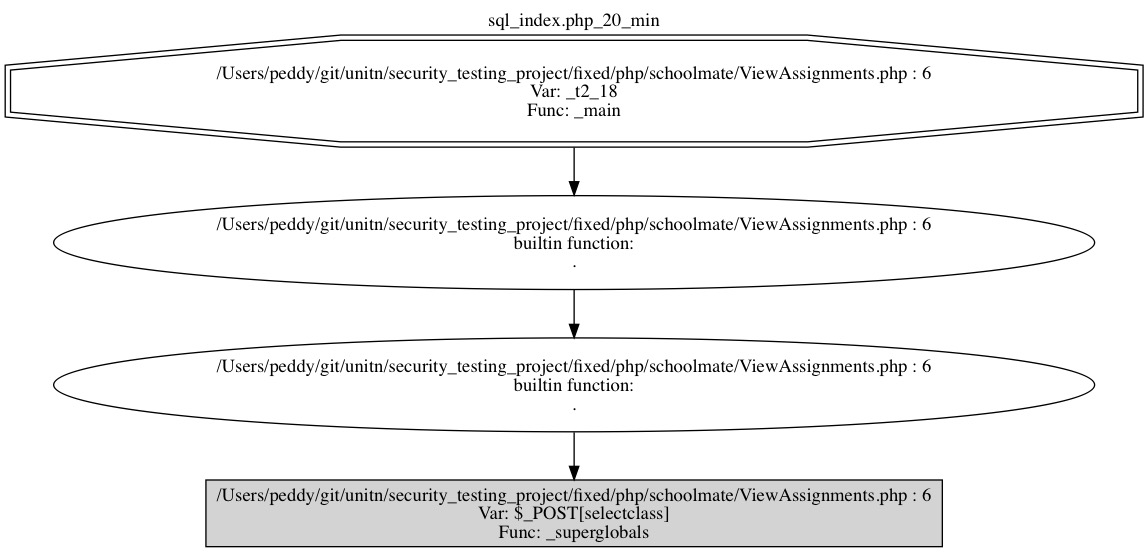 sql_index.php_20_min
/Users/peddy/git/unitn/security_testing_project/fixed/php/schoolmate/ViewAssignments.php : 6
Var: _t2_18
Func: _main
/Users/peddy/git/unitn/security_testing_project/fixed/php/schoolmate/ViewAssignments.php : 6
builtin function:
.
/Users/peddy/git/unitn/security_testing_project/fixed/php/schoolmate/ViewAssignments.php : 6
builtin function:
.
/Users/peddy/git/unitn/security_testing_project/fixed/php/schoolmate/ViewAssignments.php : 6
Var: $_POST[selectclass]
Func: _superglobals